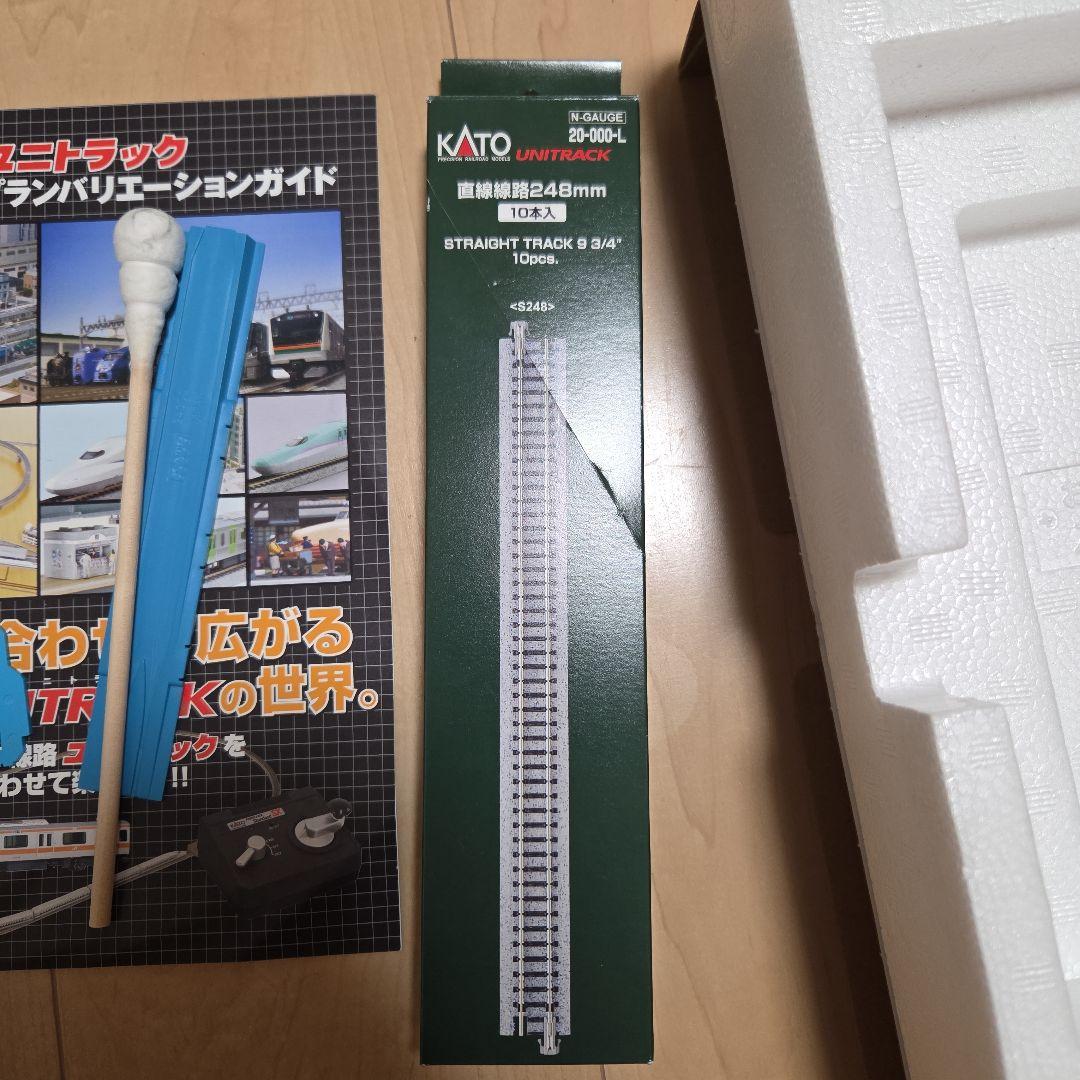 ユニトラック
プランバリエーションガイド
合わせ 広がる
の世界。
線路 ックを
わせて !!
N-GAUGE
20-000-L
KATO
PRECISION RAILROAD MODELS
UNITRACK
直線線路248mm
10本入
STRAIGHT TRACK 9 3/4"
10pcs.
<S248>